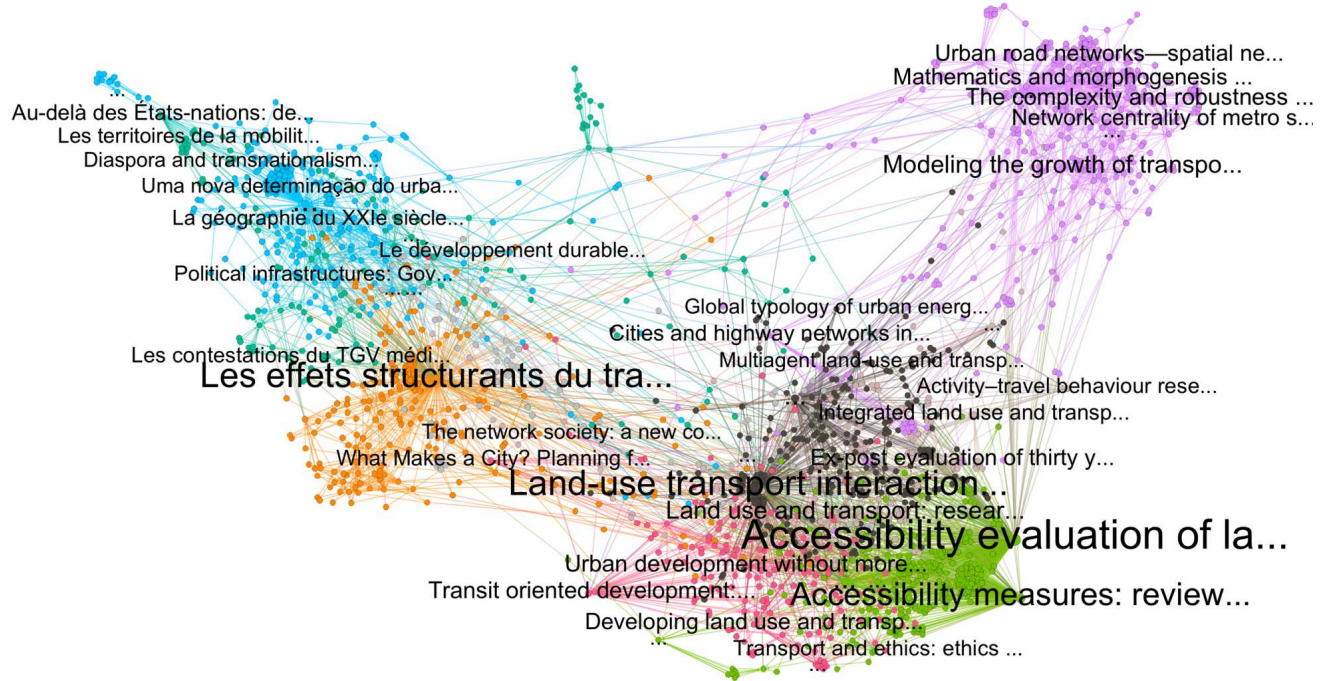 Urban road networks—spatial ne...
Mathematics and morphogenesis ...
The complexity and robustness ...
Network centrality of metro s...
...
Modeling the growth of transpo...
...
Au-delà des États-nations: de...
Les territoires de la mobilit...
Diaspora and transnationalism...
Uma nova determinação do urba...
...
La géographie du XXIe siècle...
Le développement durable...
Political infrastructures: Gov...
......
Global typology of urban energ...
Cities and highway networks in...
...
Les contestations du TGV médi...
Multiagent land-use and transp...
Les effets structurants du tra...
Activity–travel behaviour rese...
...
Integrated land use and transp...
The network society: a new co...
What Makes a City? Planning f...
...
Ex-post evaluation of thirty y...
Land-use transport interaction...
Land use and transport: resear...
Accessibility evaluation of la...
Urban development without more...
Transit oriented development:...
... ...
Accessibility measures: review...
Developing land use and transp...
...
Transport and ethics: ethics ...
...